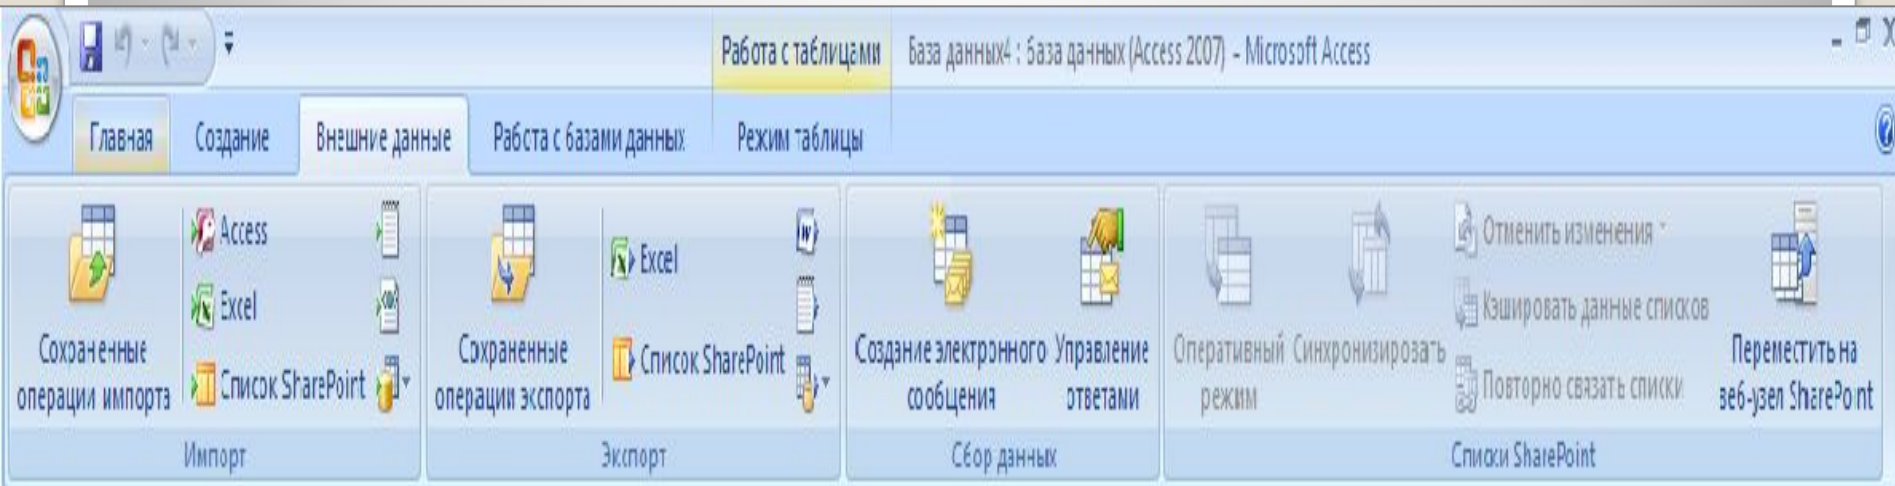 Работа с таблицами
База данных4 : база данных (Access 2007) - Microsoft Access
Главная
Создание
Внешние данные
Работа с базами данных
Режим таблицы
Сохраненные
операции импорта
Access
Excel
Список SharePoint
Импорт
Сохраненные
операции экспорта
Excel
Список SharePoint
Экспорт
Создание электронного
сообщения
Управление
ответами
Сбор данных
Оперативный
режим
Синхронизировать
Отменить изменения
Кэшировать данные списков
Повторно связать списки
Переместить на
веб-узел SharePoint
Списки SharePoint